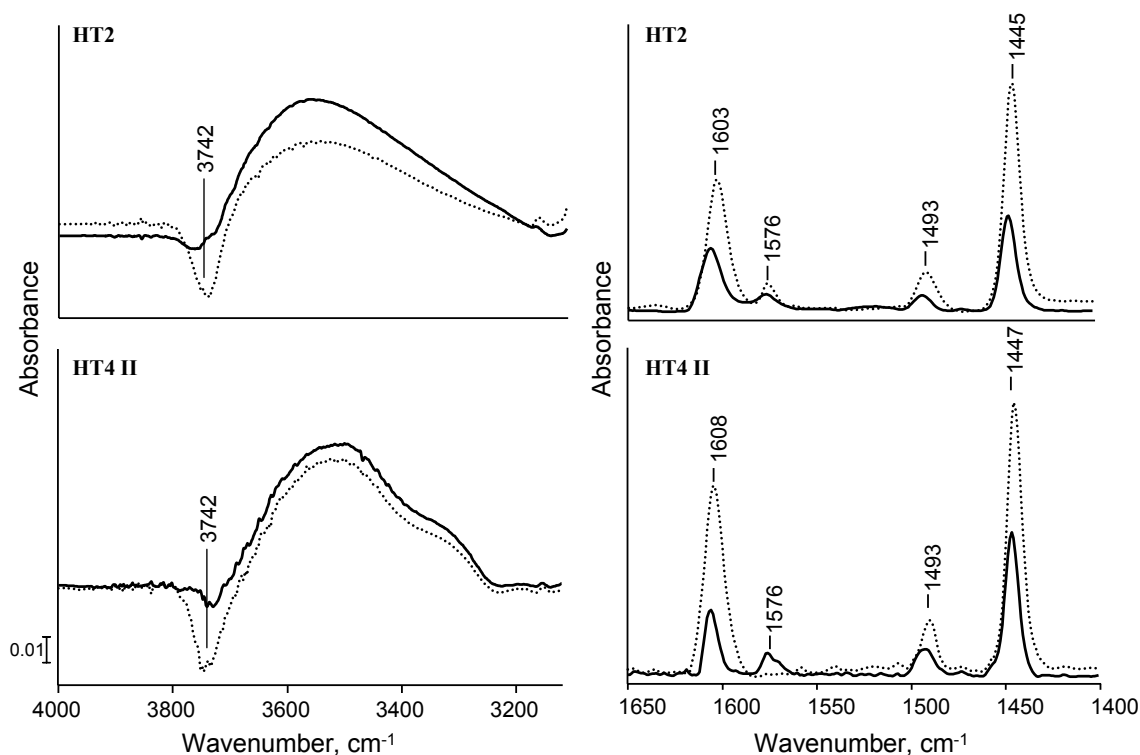 HT2
3742
HT4 II
3742
0.01
Absorbance
4000 3800 3600 3400 3200
Wavenumber, cm⁻¹
HT2
1603
1576
1493
1445
HT4 II
1608
1576
1493
1447
Absorbance
1650 1600 1550 1500 1450 1400
Wavenumber, cm⁻¹